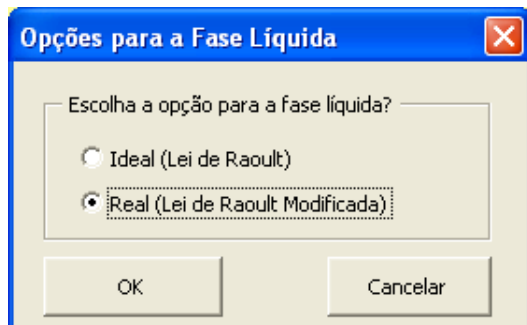 Opções para a Fase Líquida
Escolha a opção para a fase líquida?
Ideal (Lei de Raoult)
Real (Lei de Raoult Modificada)
OK
Cancelar